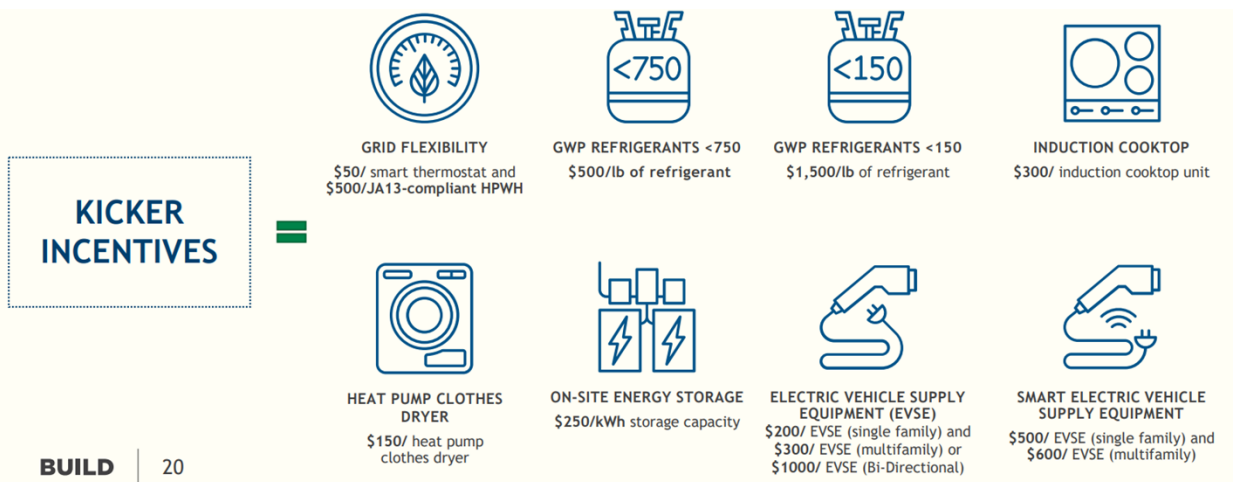 KICKER
INCENTIVES
<750
<150
GRID FLEXIBILITY
$50/ smart thermostat and
$500/JA13-compliant HPWH
GWP REFRIGERANTS <750
$500/lb of refrigerant
GWP REFRIGERANTS <150
$1,500/lb of refrigerant
INDUCTION COOKTOP
$300/ induction cooktop unit
HEAT PUMP CLOTHES
DRYER
$150/ heat pump
clothes dryer
ON-SITE ENERGY STORAGE
$250/kWh storage capacity
ELECTRIC VEHICLE SUPPLY
EQUIPMENT (EVSE)
$200/ EVSE (single family) and
$300/ EVSE (multifamily) or
$1000/ EVSE (Bi-Directional)
SMART ELECTRIC VEHICLE
SUPPLY EQUIPMENT
$500/ EVSE (single family) and
$600/ EVSE (multifamily)
BUILD 20